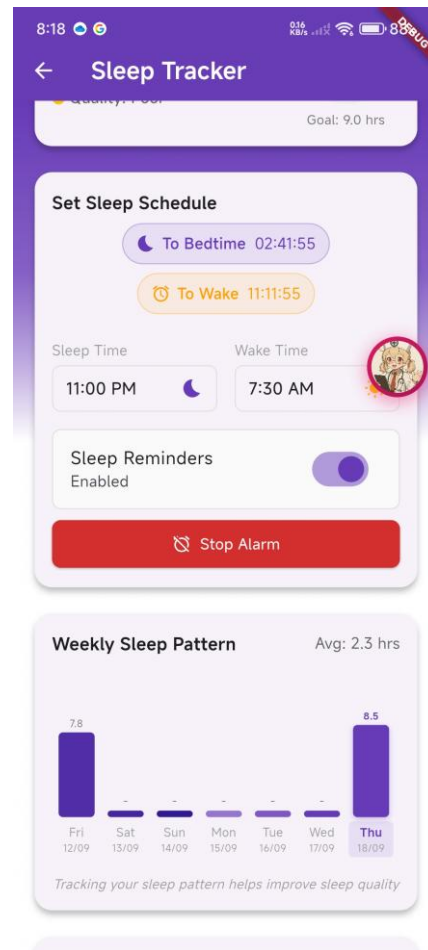 8:18
0.16
KB/s
88
DEBUG
Sleep Tracker
Goal: 9.0 hrs
Set Sleep Schedule
To Bedtime 02:41:55
To Wake 11:11:55
Sleep Time
Wake Time
11:00 PM
7:30 AM
Sleep Reminders
Enabled
Stop Alarm
Weekly Sleep Pattern
Avg: 2.3 hrs
7.8
-
-
-
-
-
8.5
Fri
Sat
Sun
Mon
Tue
Wed
Thu
12/09
13/09
14/09
15/09
16/09
17/09
18/09
Tracking your sleep pattern helps improve sleep quality